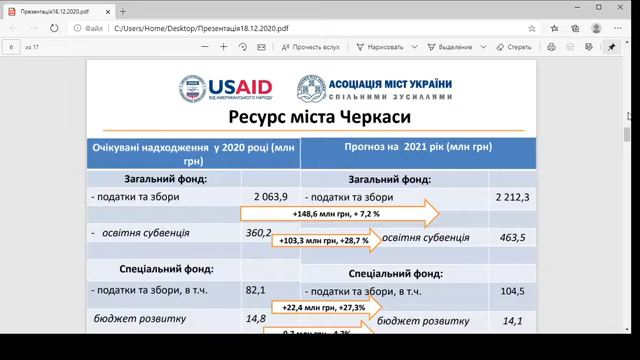 Презентація18.12.2020.pdf
C:/Users/Home/Desktop/Презентація18.12.2020.pdf
6 из 17
Прочесть вслух
Нарисовать
Выделение
Стереть
USAID
ВІД АМЕРИКАНСЬКОГО НАРОДУ
АСОЦІАЦІЯ МІСТ УКРАЇНИ
СПІЛЬНИМИ ЗУСИЛЛЯМИ
Ресурс міста Черкаси
Очікувані надходження у 2020 році (млн грн)
Прогноз на 2021 рік (млн грн)
Загальний фонд:
Загальний фонд:
- податки та збори 2 063,9
- податки та збори 2 212,3
+148,6 млн грн, + 7,2 %
- освітня субвенція 360,2
+103,3 млн грн, +28,7 %
освітня субвенція 463,5
Спеціальний фонд:
Спеціальний фонд:
- податки та збори, в т.ч. 82,1
- податки та збори, в т.ч. 104,5
+22,4 млн грн, +27,3%
бюджет розвитку 14,8
бюджет розвитку 14,1